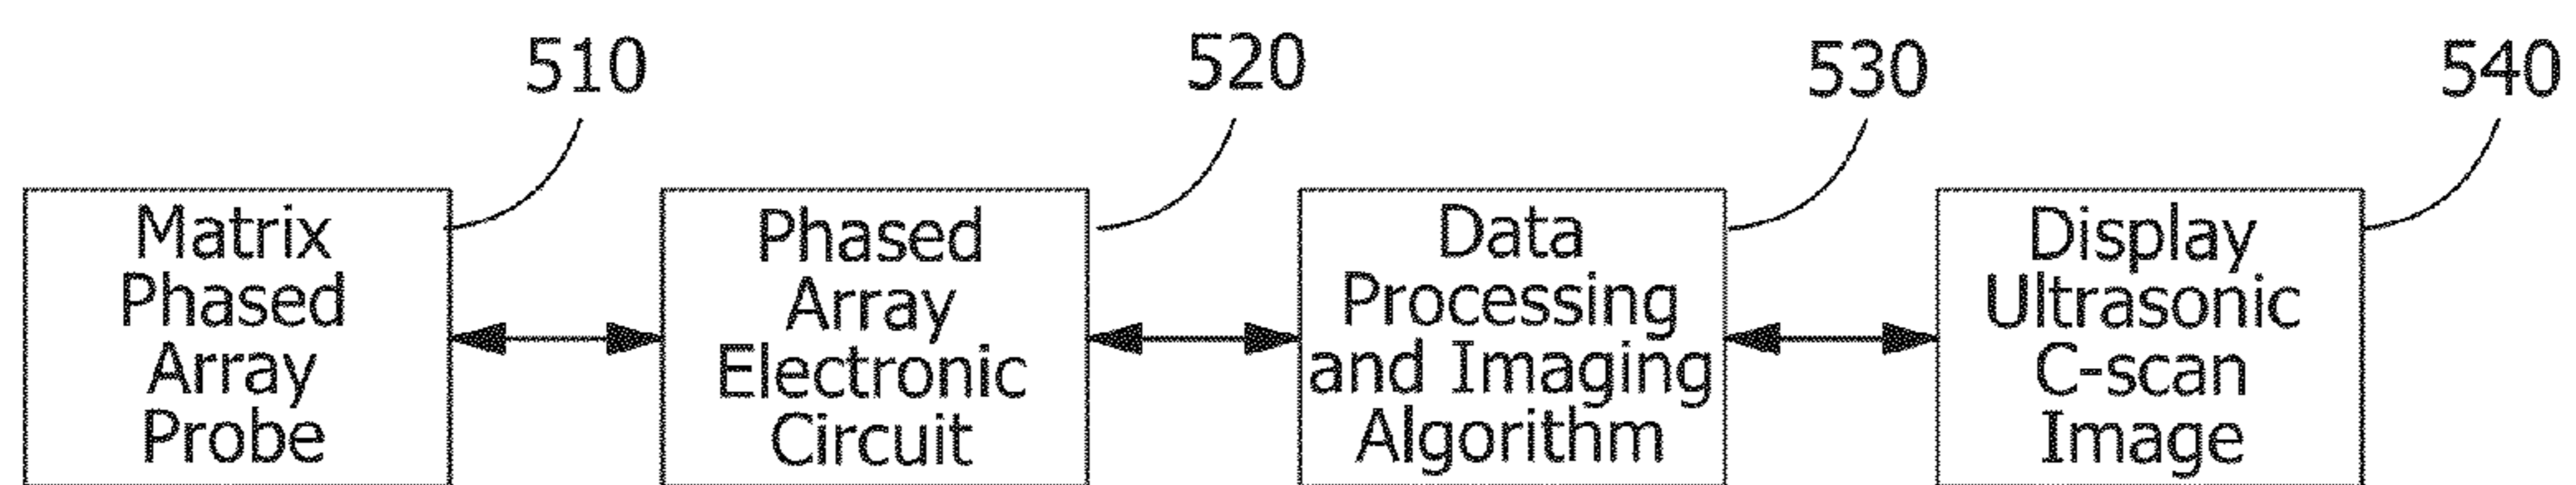 510
520
530
540
Matrix
Phased
Array
Probe
Phased
Array
Electronic
Circuit
Data
Processing
and Imaging
Algorithm
Display
Ultrasonic
C-scan
Image